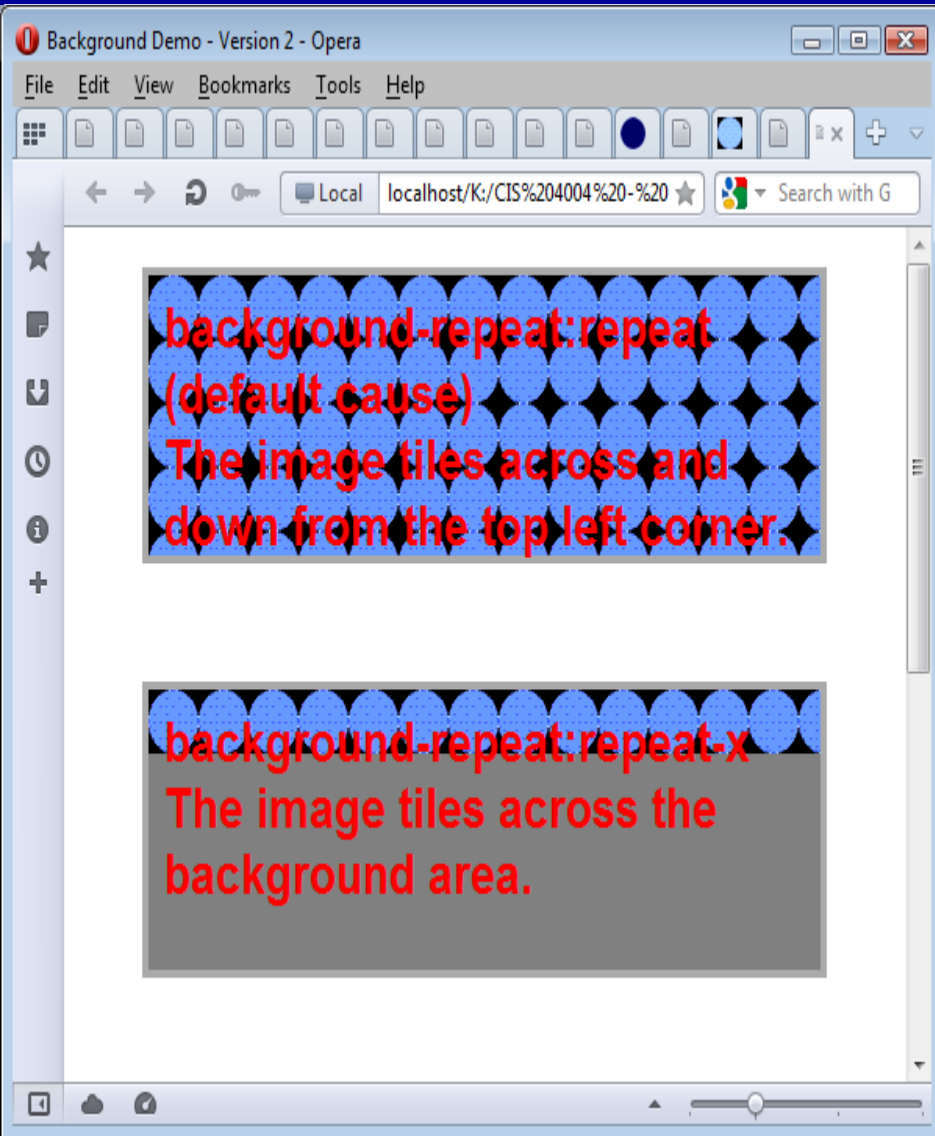 Background Demo - Version 2 - Opera
File Edit View Bookmarks Tools Help
Local localhost/K:/CIS%204004%20-%20 Search with G
background-repeat:repeat
(default cause)
The image tiles across and
down from the top left corner.
background-repeat:repeat-x
The image tiles across the
background area.